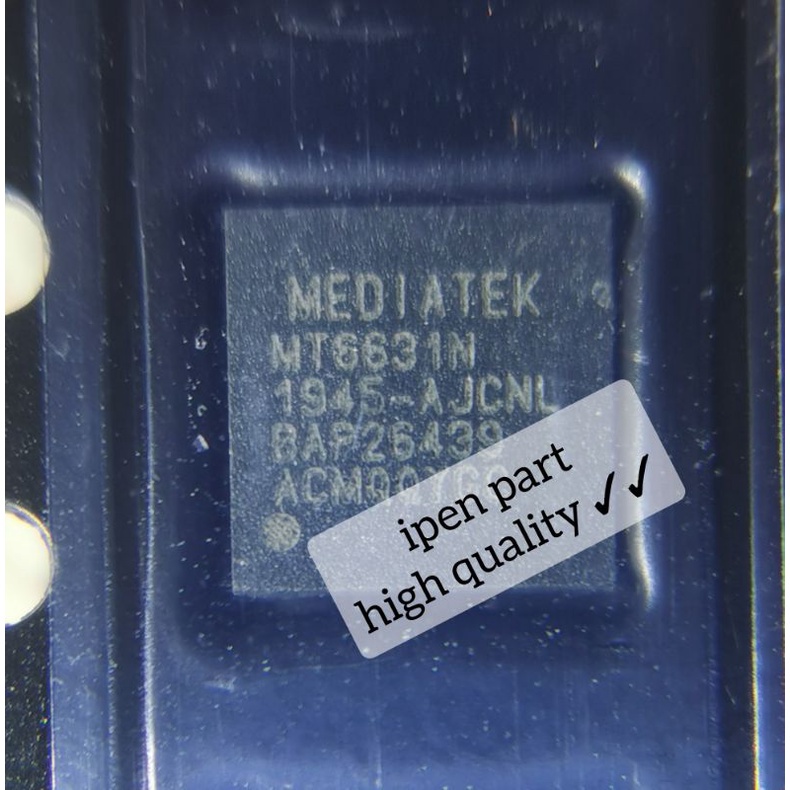 MEDIATEK
MT6631N
1945-AJCNL
BAP26439
ipen part
high quality ✓✓